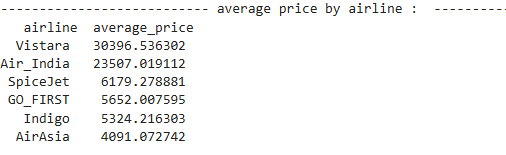 -------------------------- average price by airline :  ----------
airline  average_price
Vistara   30396.536302
Air_India   23507.019112
SpiceJet    6179.278881
GO_FIRST    5652.007595
Indigo    5324.216303
AirAsia    4091.072742